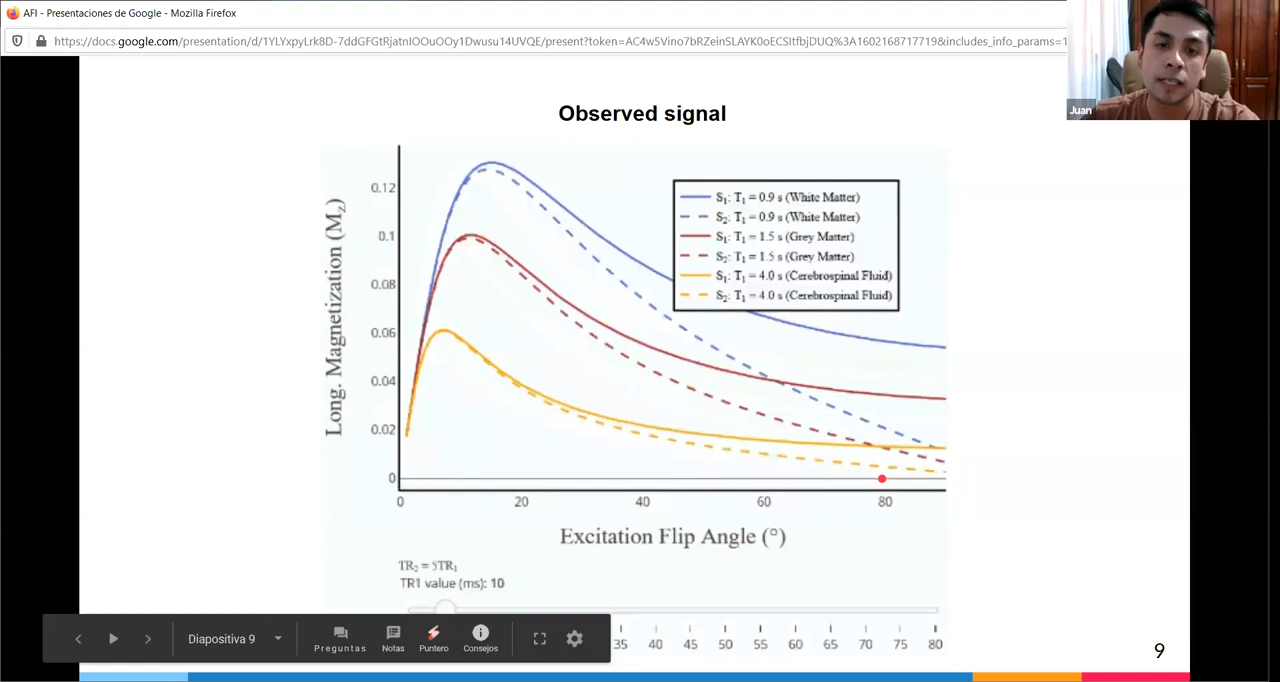 AFI - Presentaciones de Google - Mozilla Firefox
https://docs.google.com/presentation/d/1YLYxpyLrk8D-7ddGFGtRjatnIOOuOOy1Dwusu14UVQE/present?token=AC4w5Vino7bRZeinSLAYK0oECSItfbjDUQ%3A1602168717719&includes_info_params=1
Juan
Observed signal
Long. Magnetization (Mz)
0.12
0.1
0.08
0.06
0.04
0.02
0
S1: T1 = 0.9 s (White Matter)
S2: T1 = 0.9 s (White Matter)
S1: T1 = 1.5 s (Grey Matter)
S2: T1 = 1.5 s (Grey Matter)
S1: T1 = 4.0 s (Cerebrospinal Fluid)
S2: T1 = 4.0 s (Cerebrospinal Fluid)
0 20 40 60 80
Excitation Flip Angle (°)
TR2 = 5TR1
TR1 value (ms): 10
35 40 45 50 55 60 65 70 75 80
Diapositiva 9
Preguntas Notas Puntero Consejos
9